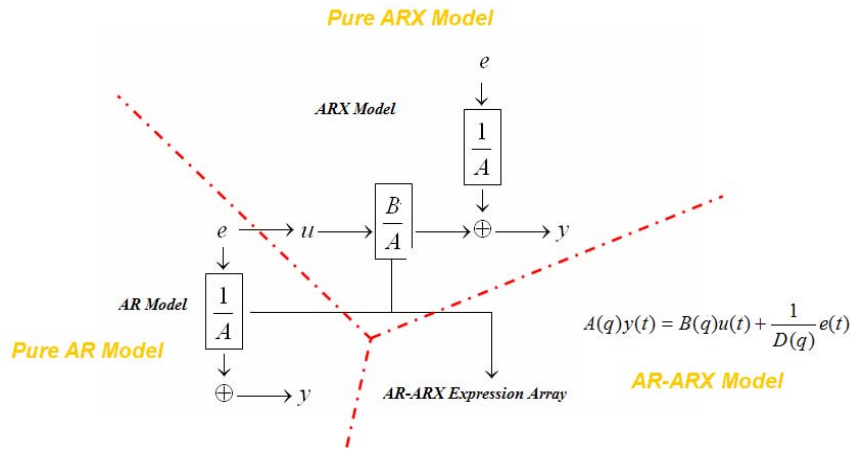 Pure ARX Model
e
ARX Model
1
A
B
A
e u ⊕ y
AR Model
1
A
A(q)y(t) = B(q)u(t) + 1/D(q) e(t)
Pure AR Model
AR-ARX Model
⊕ y
AR-ARX Expression Array